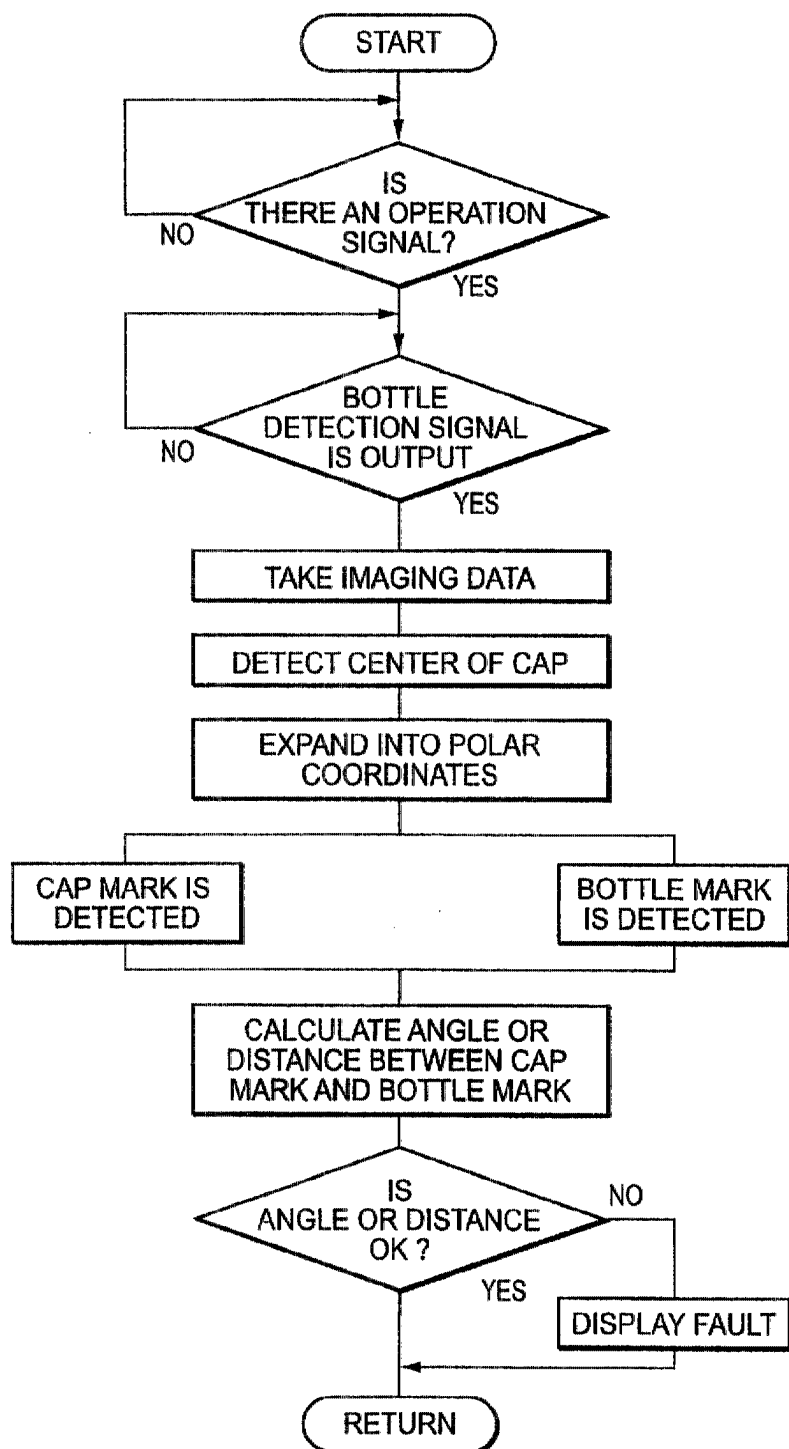 START
IS
THERE AN OPERATION
SIGNAL?
NO
YES
BOTTLE
DETECTION SIGNAL
IS OUTPUT
NO
YES
TAKE IMAGING DATA
DETECT CENTER OF CAP
EXPAND INTO POLAR
COORDINATES
CAP MARK IS
DETECTED
BOTTLE MARK
IS DETECTED
CALCULATE ANGLE OR
DISTANCE BETWEEN CAP
MARK AND BOTTLE MARK
IS
ANGLE OR DISTANCE
OK ?
NO
YES
DISPLAY FAULT
RETURN